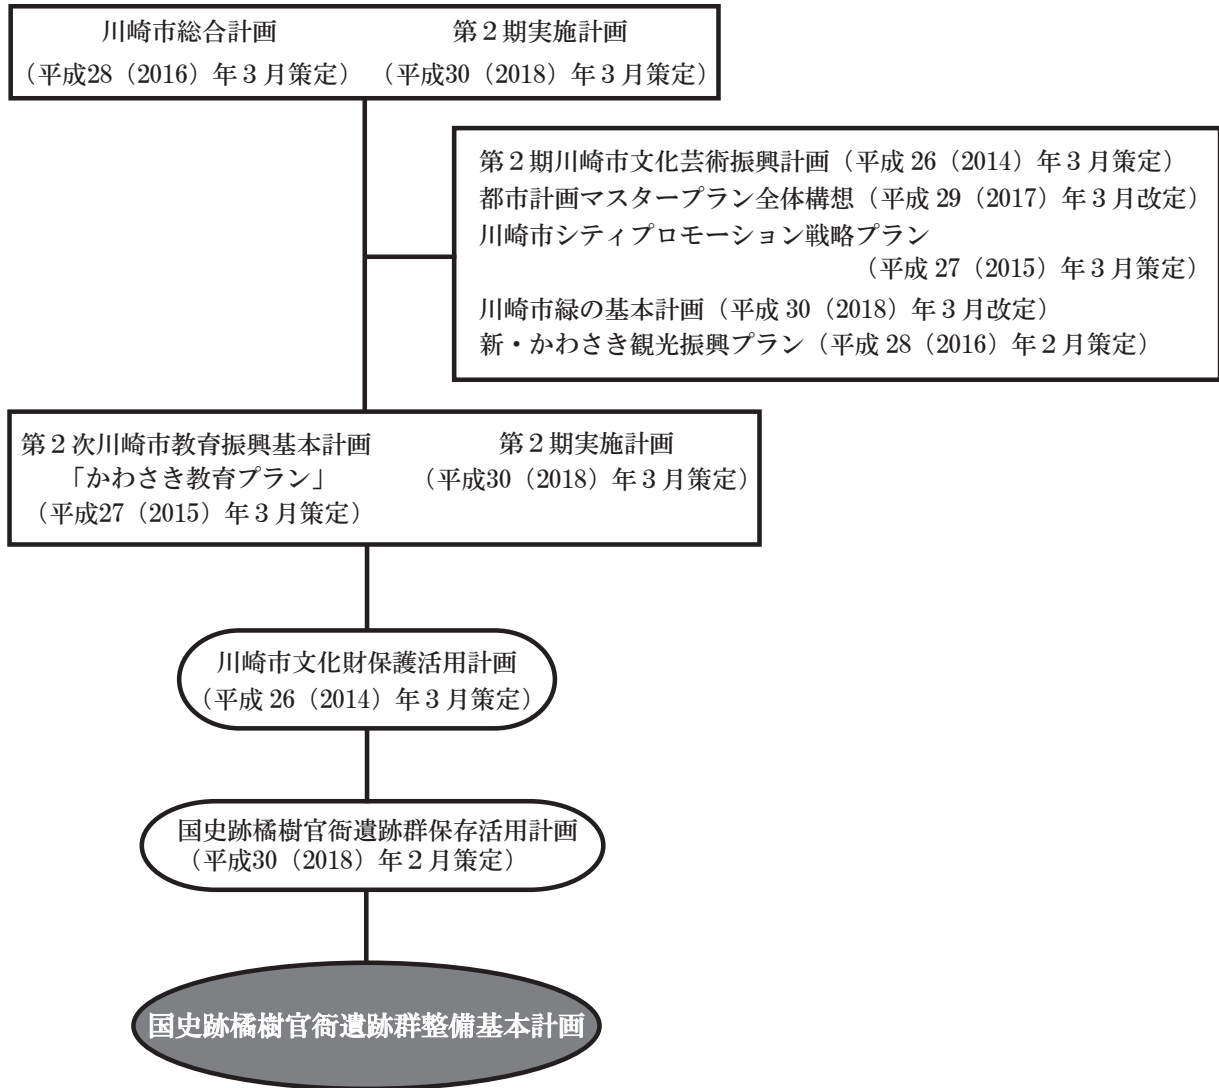 川崎市総合計画　第２期実施計画
（平成28（2016）年３月策定）（平成30（2018）年３月策定）
第２期川崎市文化芸術振興計画（平成 26（2014）年３月策定）
都市計画マスタープラン全体構想（平成 29（2017）年３月改定）
川崎市シティプロモーション戦略プラン
（平成 27（2015）年３月策定）
川崎市緑の基本計画（平成 30（2018）年３月改定）
新・かわさき観光振興プラン（平成 28（2016）年２月策定）
第２次川崎市教育振興基本計画
「かわさき教育プラン」
（平成27（2015）年３月策定）
第２期実施計画
（平成30（2018）年３月策定）
川崎市文化財保護活用計画
（平成 26（2014）年３月策定）
国史跡橘樹官衙遺跡群保存活用計画
（平成30（2018）年２月策定）
国史跡橘樹官衙遺跡群整備基本計画